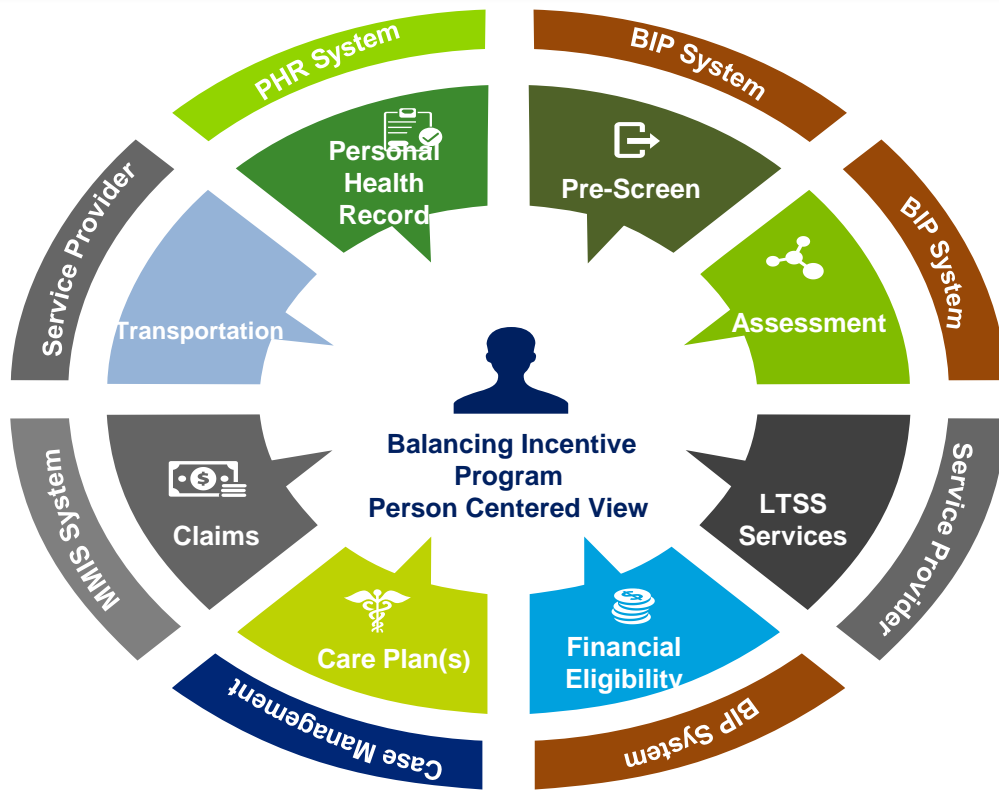 PHR System
BIP System
Personal
Health
Record
Pre-Screen
BIP System
Service Provider
Transportation
Assessment
Balancing Incentive
Program
Person Centered View
MMIS System
Claims
LTSS
Services
Service Provider
Care Plan(s)
Financial
Eligibility
Case Management
BIP System